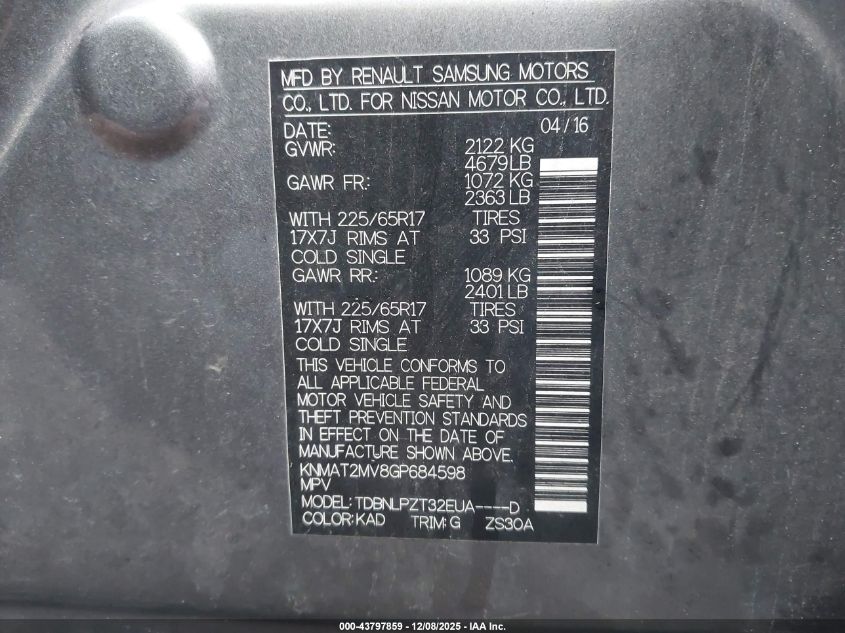 MFD BY RENAULT SAMSUNG MOTORS
CO., LTD. FOR NISSAN MOTOR CO., LTD.
DATE: 04/16
GVWR: 2122 KG
4679 LB
GAWR FR.: 1072 KG
2363 LB
WITH 225/65R17 TIRES
17X7J RIMS AT 33 PSI
COLD SINGLE
GAWR RR.: 1089 KG
2401 LB
WITH 225/65R17 TIRES
17X7J RIMS AT 33 PSI
COLD SINGLE
THIS VEHICLE CONFORMS TO
ALL APPLICABLE FEDERAL
MOTOR VEHICLE SAFETY AND
THEFT PREVENTION STANDARDS
IN EFFECT ON THE DATE OF
MANUFACTURE SHOWN ABOVE.
KNMAT2MV8GP684598
MPV
MODEL: TDBNLPZT32EUA----D
COLOR: KAD TRIM: G ZS30A
000-43797859 - 12/08/2025 - IAA Inc.